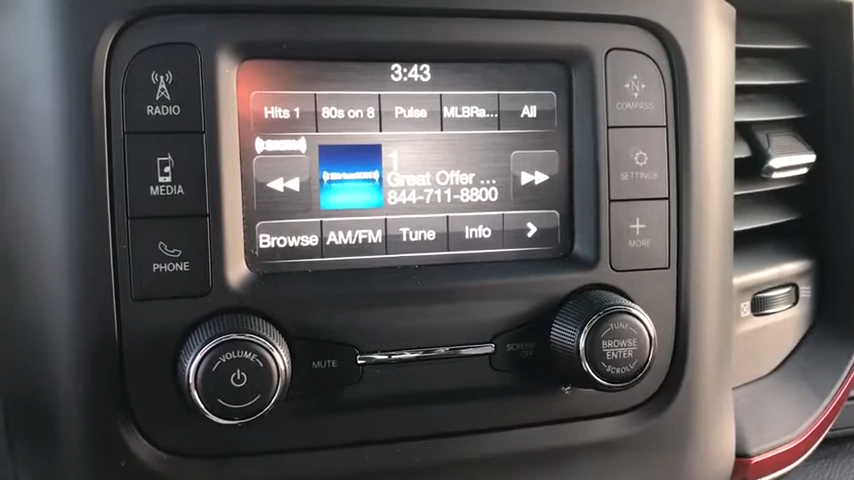 3:43
RADIO
MEDIA
PHONE
Hits 1
80s on 8
Pulse
MLBRa...
All
1
Great Offer ...
844-711-8800
Browse
AM/FM
Tune
Info
COMPASS
SETTINGS
MORE
VOLUME
MUTE
SCREEN
OFF
TUNE
BROWSE
ENTER
SCROLL